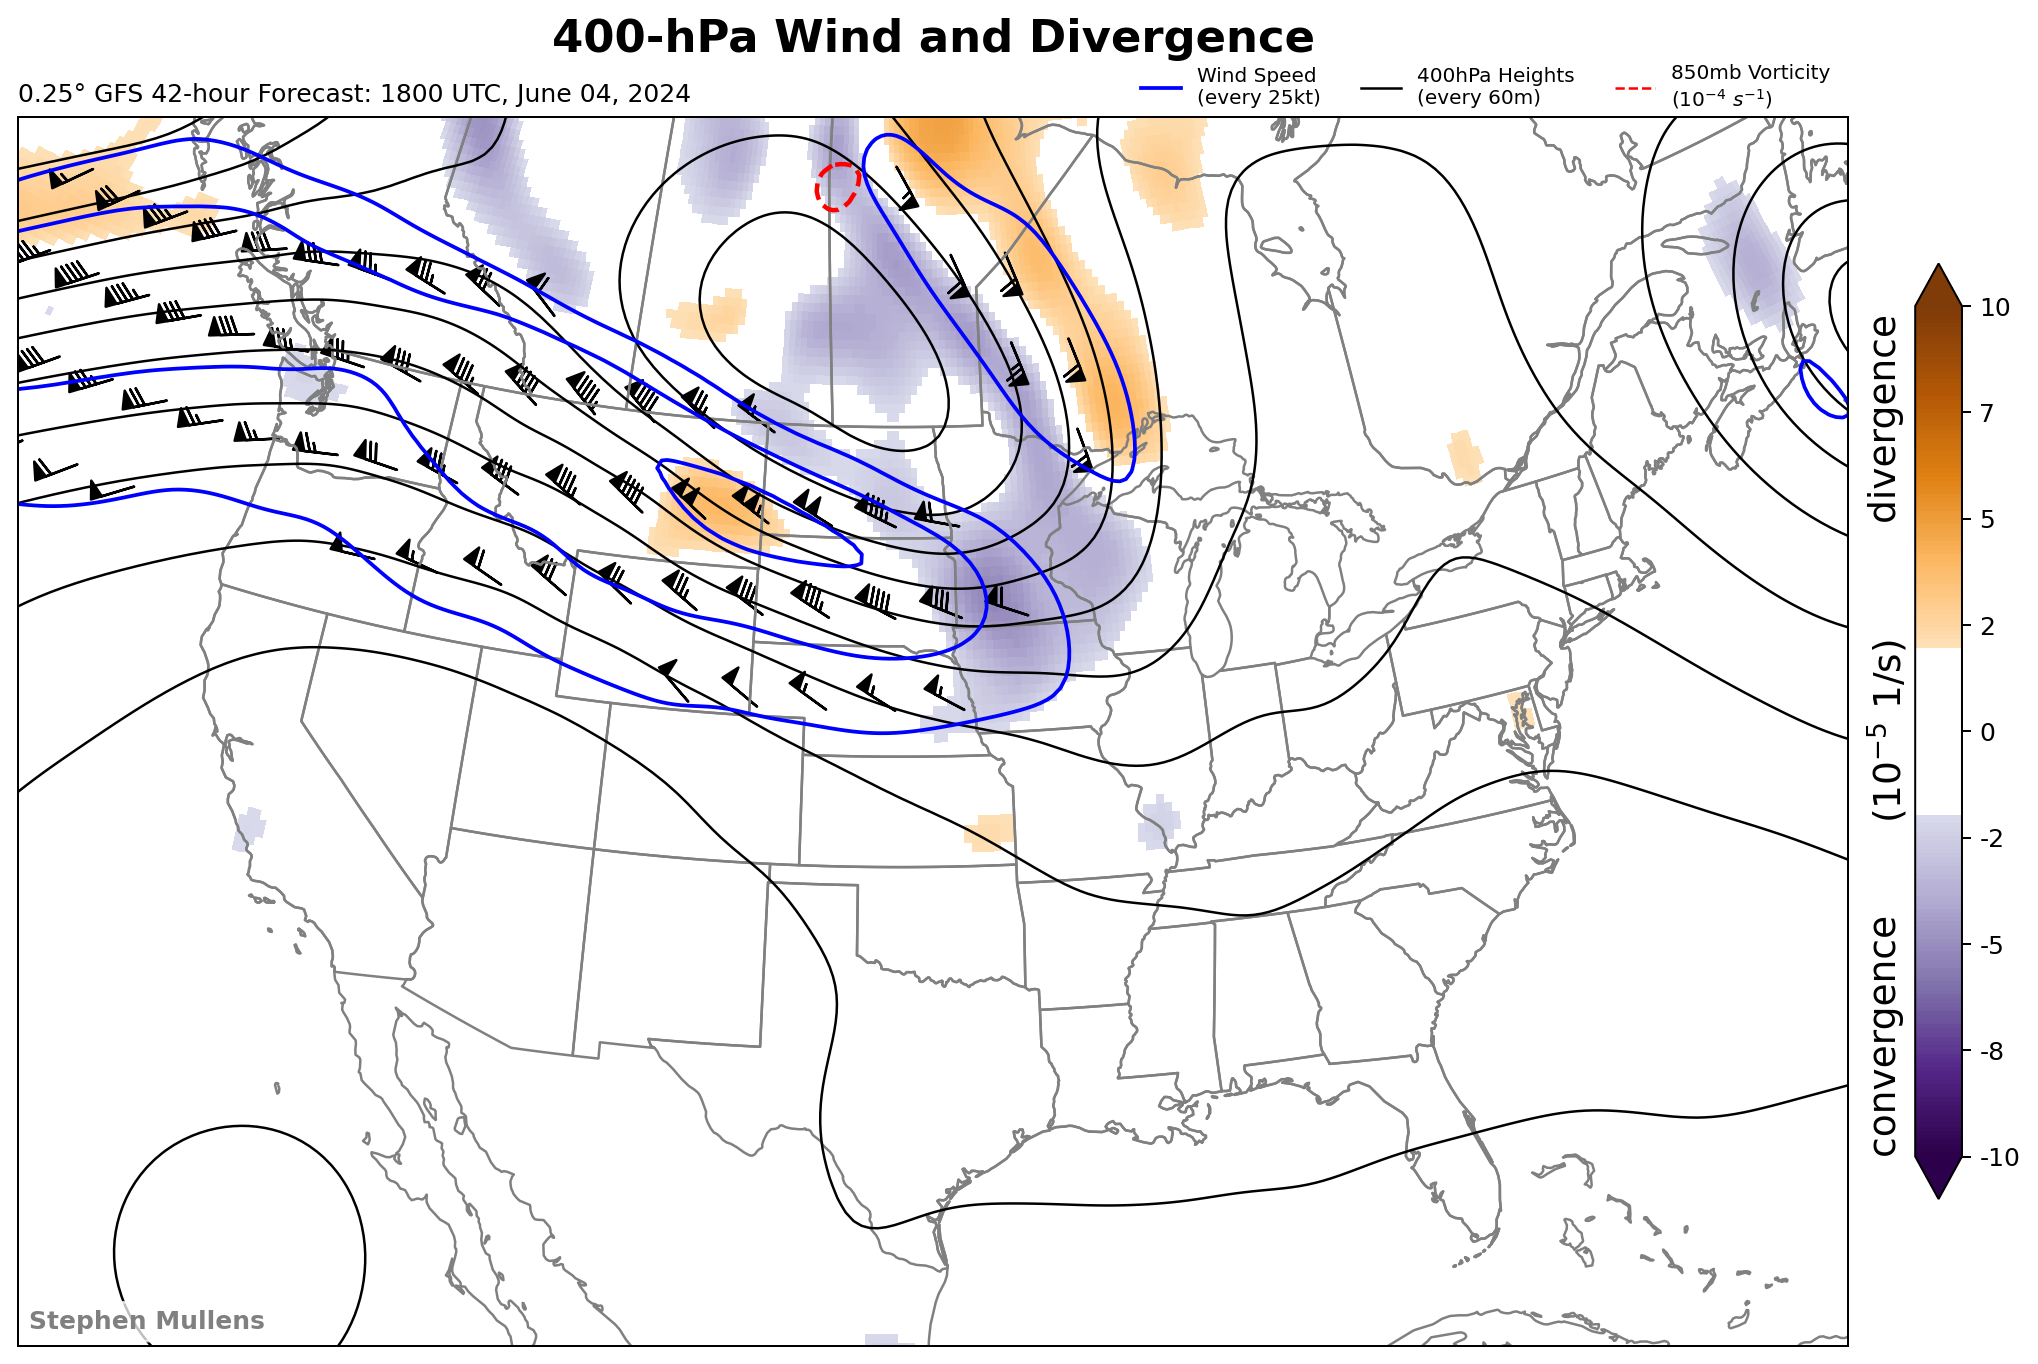 400-hPa Wind and Divergence
0.25° GFS 42-hour Forecast: 1800 UTC, June 04, 2024
Wind Speed
(every 25kt)
400hPa Heights
(every 60m)
850mb Vorticity
(10⁻⁴ s⁻¹)
10
7
5
2
0
-2
-5
-8
-10
convergence (10⁻⁵ 1/s) divergence
Stephen Mullens